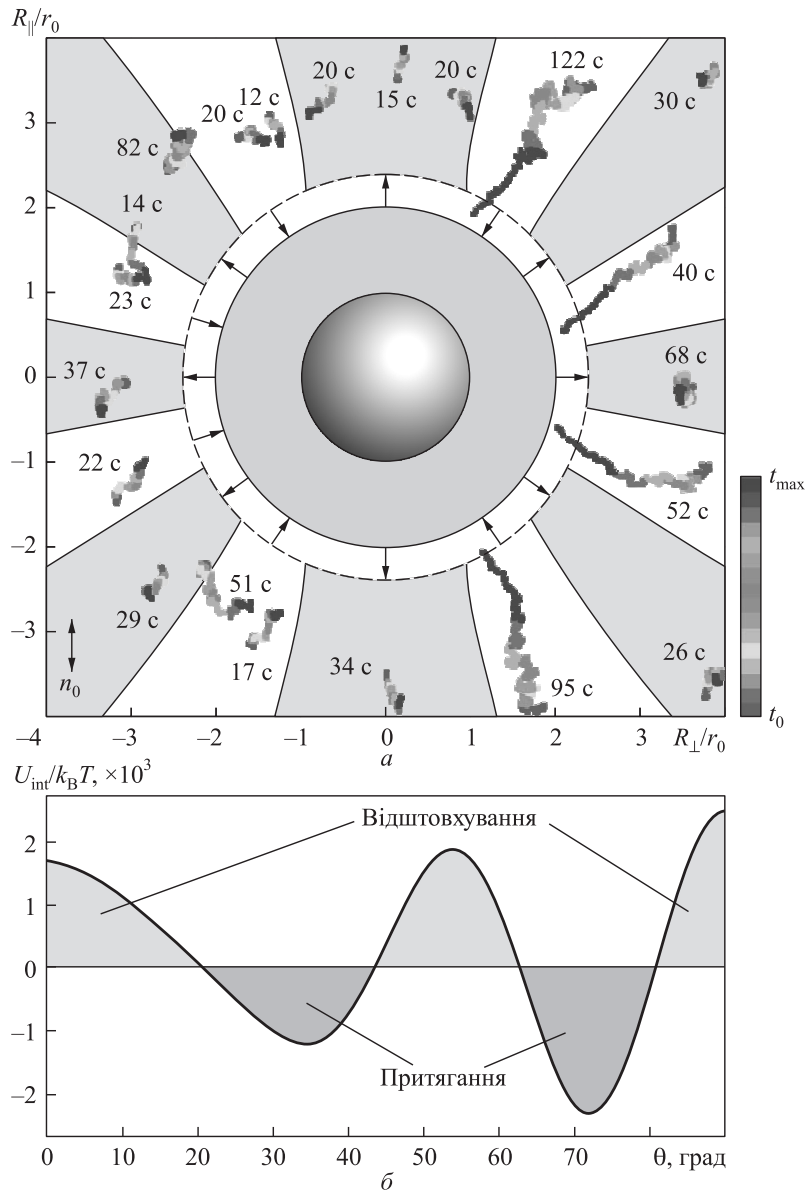 R∥/r0
20 с
12 с
20 с
15 с
20 с
122 с
30 с
3
82 с
2
14 с
1
23 с
40 с
0
37 с
68 с
–1
22 с
52 с
tmax
–2
51 с
–3
29 с
17 с
34 с
95 с
26 с
n0
t0
–4
–3
–2
–1
0
1
2
3
R⊥/r0
а
Uint/kBT, ×10³
Відштовхування
2
1
0
–1
Притягання
–2
0
10
20
30
40
50
60
70
θ, град
б